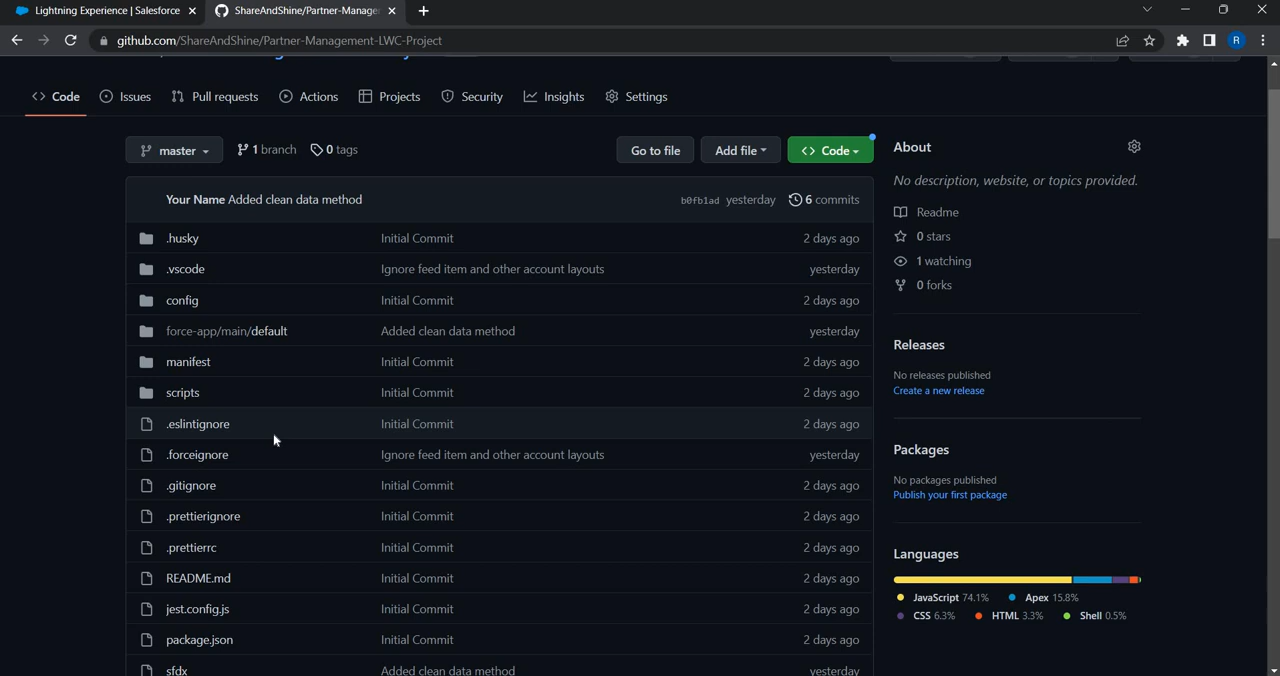 Lightning Experience | Salesforce
ShareAndShine/Partner-Manage
github.com/ShareAndShine/Partner-Management-LWC-Project
R
Code Issues Pull requests Actions Projects Security Insights Settings
master 1 branch 0 tags Go to file Add file Code
Your Name Added clean data method b0fb1ad yesterday 6 commits
.husky Initial Commit 2 days ago
.vscode Ignore feed item and other account layouts yesterday
config Initial Commit 2 days ago
force-app/main/default Added clean data method yesterday
manifest Initial Commit 2 days ago
scripts Initial Commit 2 days ago
.eslintignore Initial Commit 2 days ago
.forceignore Ignore feed item and other account layouts yesterday
.gitignore Initial Commit 2 days ago
.prettierignore Initial Commit 2 days ago
.prettierrc Initial Commit 2 days ago
README.md Initial Commit 2 days ago
jest.config.js Initial Commit 2 days ago
package.json Initial Commit 2 days ago
sfdx Added clean data method yesterday
About
No description, website, or topics provided.
Readme
0 stars
1 watching
0 forks
Releases
No releases published
Create a new release
Packages
No packages published
Publish your first package
Languages
JavaScript 74.1% Apex 15.8%
CSS 6.3% HTML 3.3% Shell 0.5%